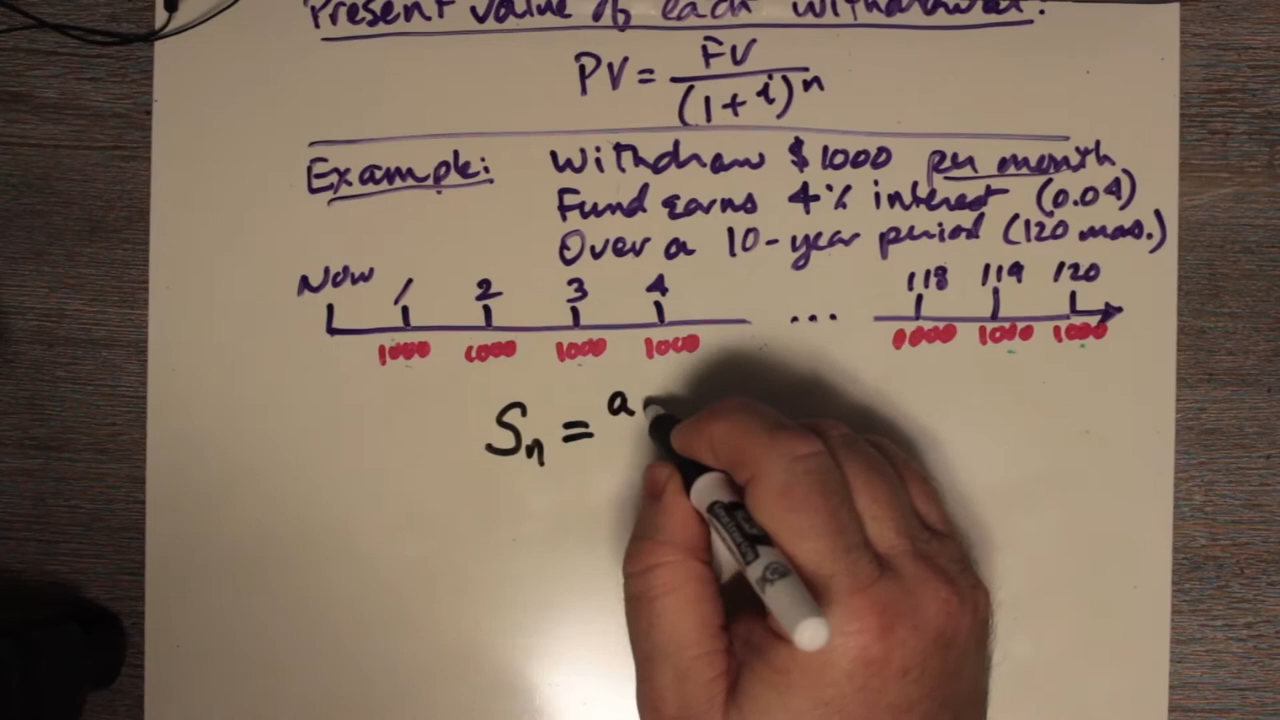 Present value of each withdrawal:
PV = FV / (1+i)^n
Example: Withdraw $1000 per month
Fund earns 4% interest (0.04)
Over a 10-year period (120 mos.)
Now 1 2 3 4 ... 118 119 120
1000 1000 1000 1000 1000 1000 1000
Sn = a